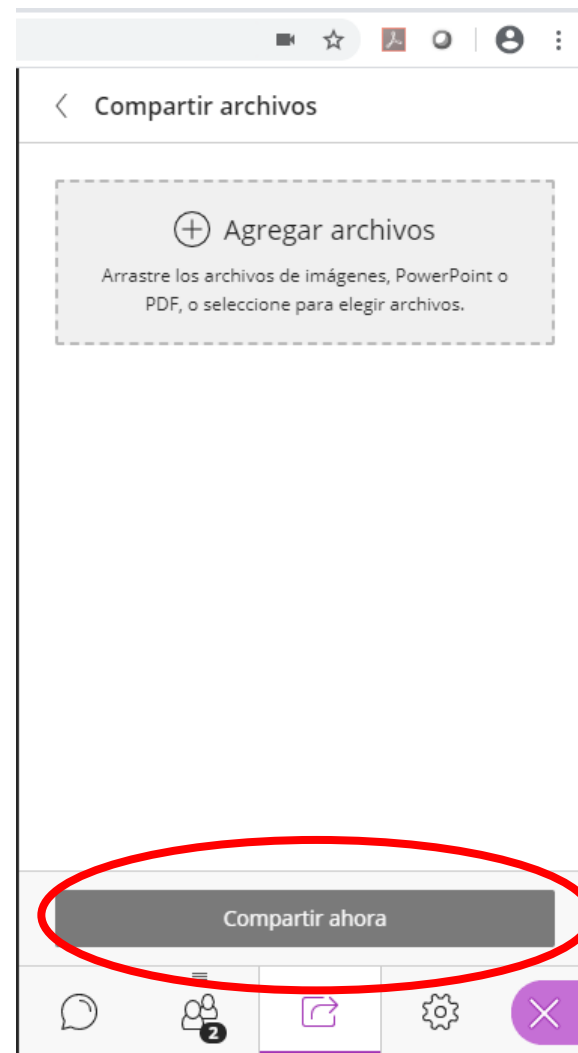 Compartir archivos
Agregar archivos
Arrastre los archivos de imágenes, PowerPoint o
PDF, o seleccione para elegir archivos.
Compartir ahora
2